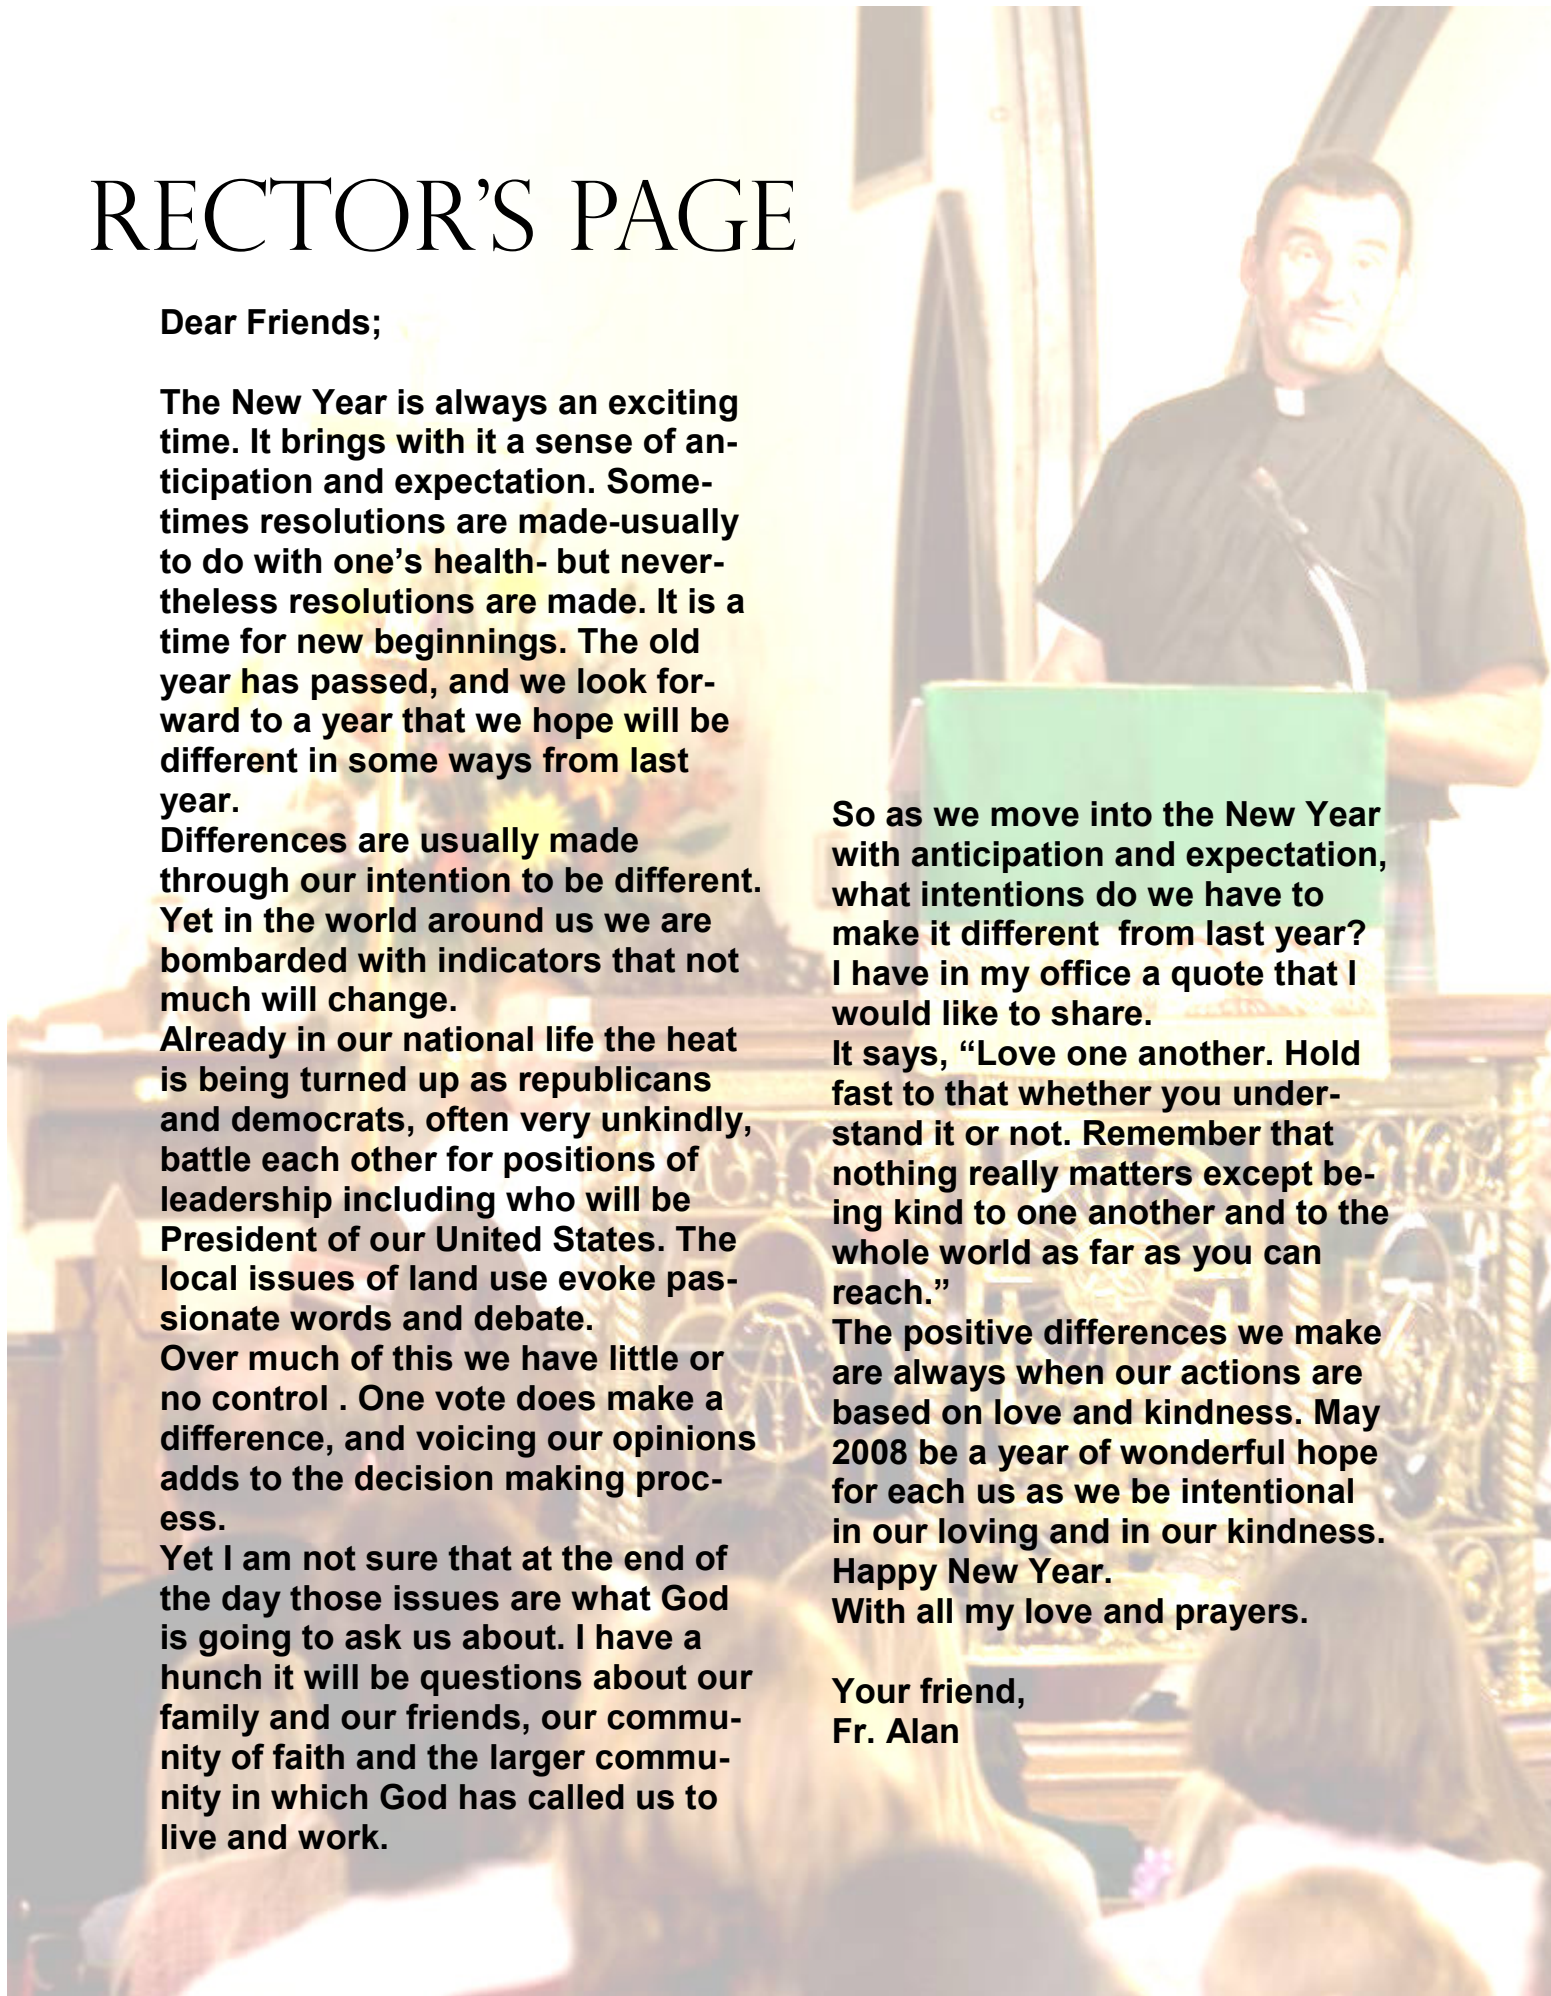 RECTOR'S PAGE
Dear Friends;
The New Year is always an exciting
time. It brings with it a sense of an-
ticipation and expectation. Some-
times resolutions are made-usually
to do with one’s health- but never-
theless resolutions are made. It is a
time for new beginnings. The old
year has passed, and we look for-
ward to a year that we hope will be
different in some ways from last
year.
Differences are usually made
through our intention to be different.
Yet in the world around us we are
bombarded with indicators that not
much will change.
Already in our national life the heat
is being turned up as republicans
and democrats, often very unkindly,
battle each other for positions of
leadership including who will be
President of our United States. The
local issues of land use evoke pas-
sionate words and debate.
Over much of this we have little or
no control . One vote does make a
difference, and voicing our opinions
adds to the decision making proc-
ess.
Yet I am not sure that at the end of
the day those issues are what God
is going to ask us about. I have a
hunch it will be questions about our
family and our friends, our commu-
nity of faith and the larger commu-
nity in which God has called us to
live and work.
So as we move into the New Year
with anticipation and expectation,
what intentions do we have to
make it different  from last year?
I have in my office a quote that I
would like to share.
It says, “Love one another. Hold
fast to that whether you under-
stand it or not. Remember that
nothing really matters except be-
ing kind to one another and to the
whole world as far as you can
reach.”
The positive differences we make
are always when our actions are
based on love and kindness. May
2008 be a year of wonderful hope
for each us as we be intentional
in our loving and in our kindness.
Happy New Year.
With all my love and prayers.
Your friend,
Fr. Alan